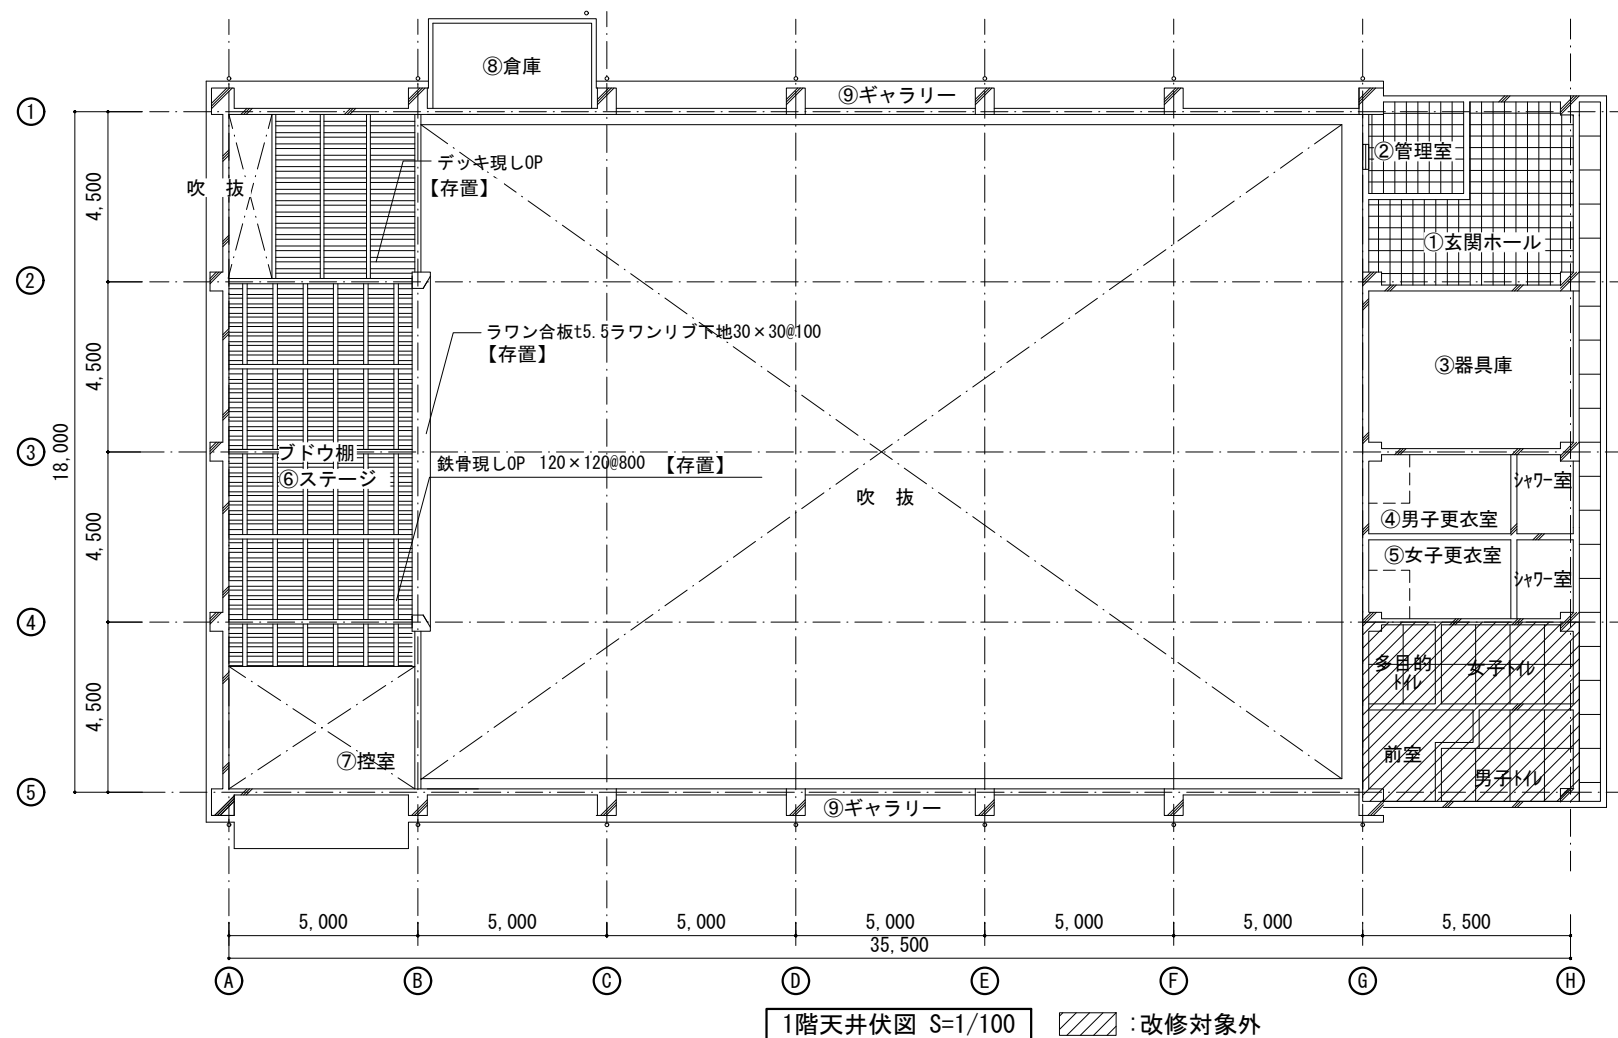 ⑧倉庫
⑨ギャラリー
①
②管理室
デッキ現しOP
【存置】
吹 抜
4,500
①玄関ホール
②
ラワン合板t5.5ラワンリブ下地30×30@100
【存置】
4,500
③器具庫
③
18,000
ブドウ棚
⑥ステージ
鉄骨現しOP 120×120@800 【存置】
吹 抜
シャワー室
④男子更衣室
4,500
⑤女子更衣室
シャワー室
④
多目的
トイレ
女子トイレ
4,500
⑦控室
前室
男子トイレ
⑤
⑨ギャラリー
5,000 5,000 5,000 5,000 5,000 5,000 5,500
35,500
Ⓐ Ⓑ Ⓒ Ⓓ Ⓔ Ⓕ Ⓖ Ⓗ
1階天井伏図 S=1/100
:改修対象外